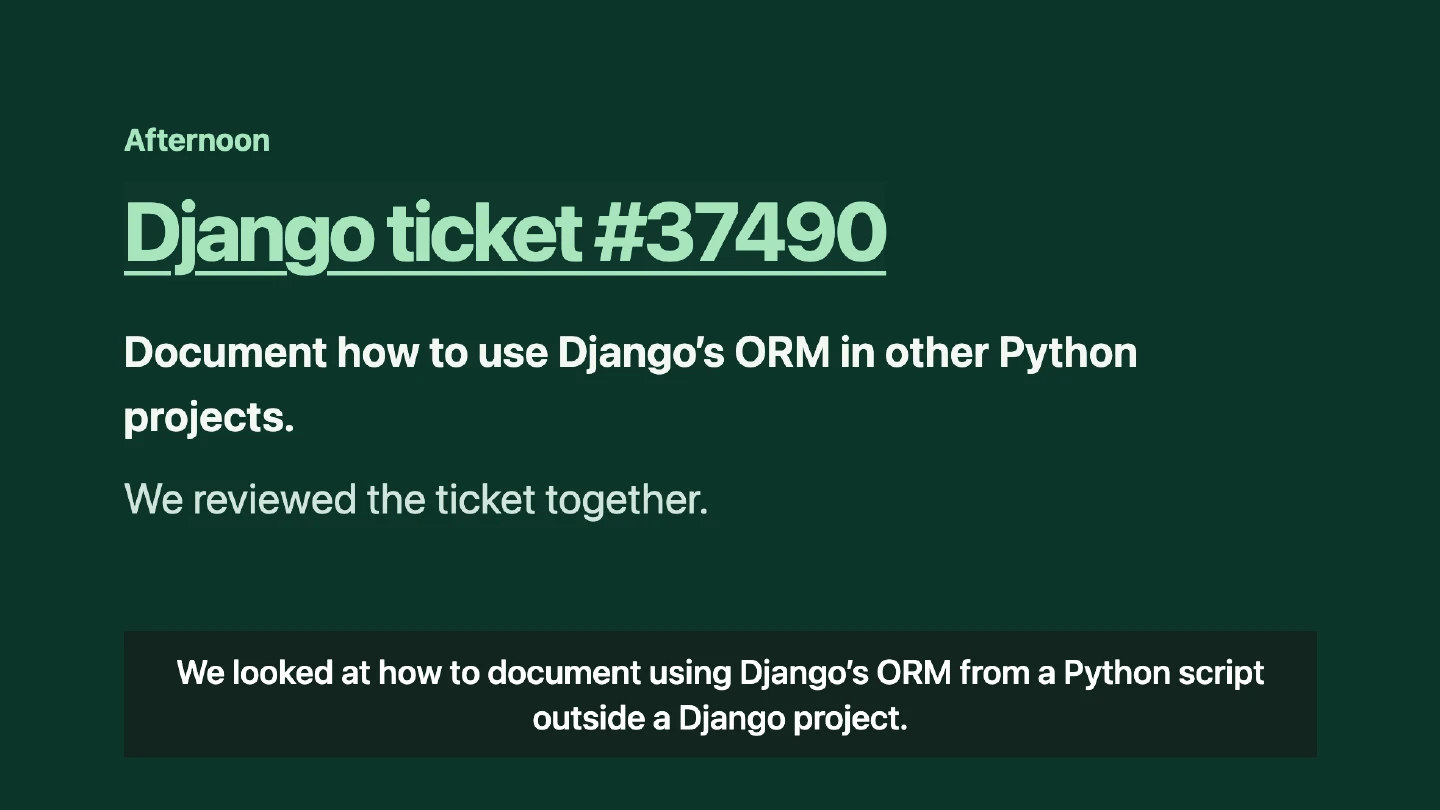 Afternoon
Django ticket #37490
Document how to use Django’s ORM in other Python
projects.
We reviewed the ticket together.
We looked at how to document using Django’s ORM from a Python script
outside a Django project.